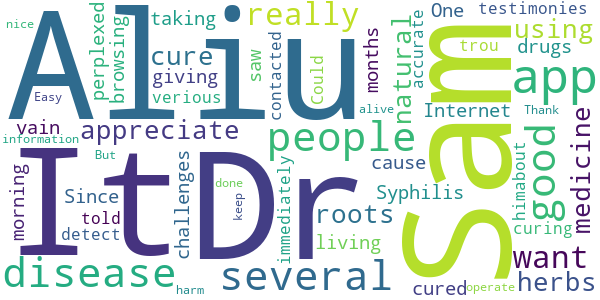 nice
Aliu
perplexed
browsing
taking
cure
giving
verious
really
saw
contacted
Could
months
natural
accurate
One
testimonies
using
trou
drugs
app
Internet
Sam
vain
appreciate
information
But
Easy
people
alive
Thank
medicine
good
himabout
morning
It
Dr
Since
told
detect
challenges
done
keep
immediately
cause
Syphilis
roots
living
curing
want
disease
harm
several
cured
operate
herbs